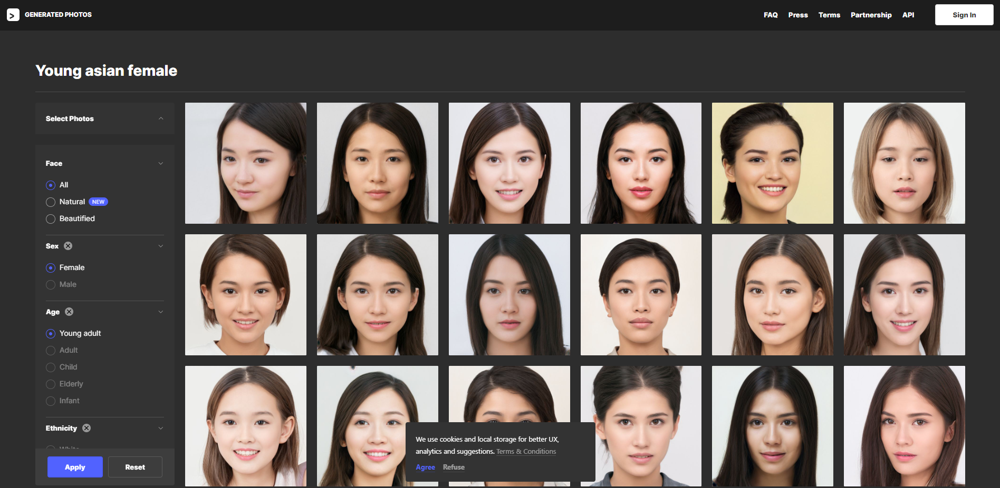 GENERATED PHOTOS
FAQ Press Terms Partnership API Sign In
Young asian female
Select Photos
Face
All
Natural NEW
Beautified
Sex
Female
Male
Age
Young adult
Adult
Child
Elderly
Infant
Ethnicity
White
Apply Reset
We use cookies and local storage for better UX,
analytics and suggestions. Terms & Conditions
Agree Refuse